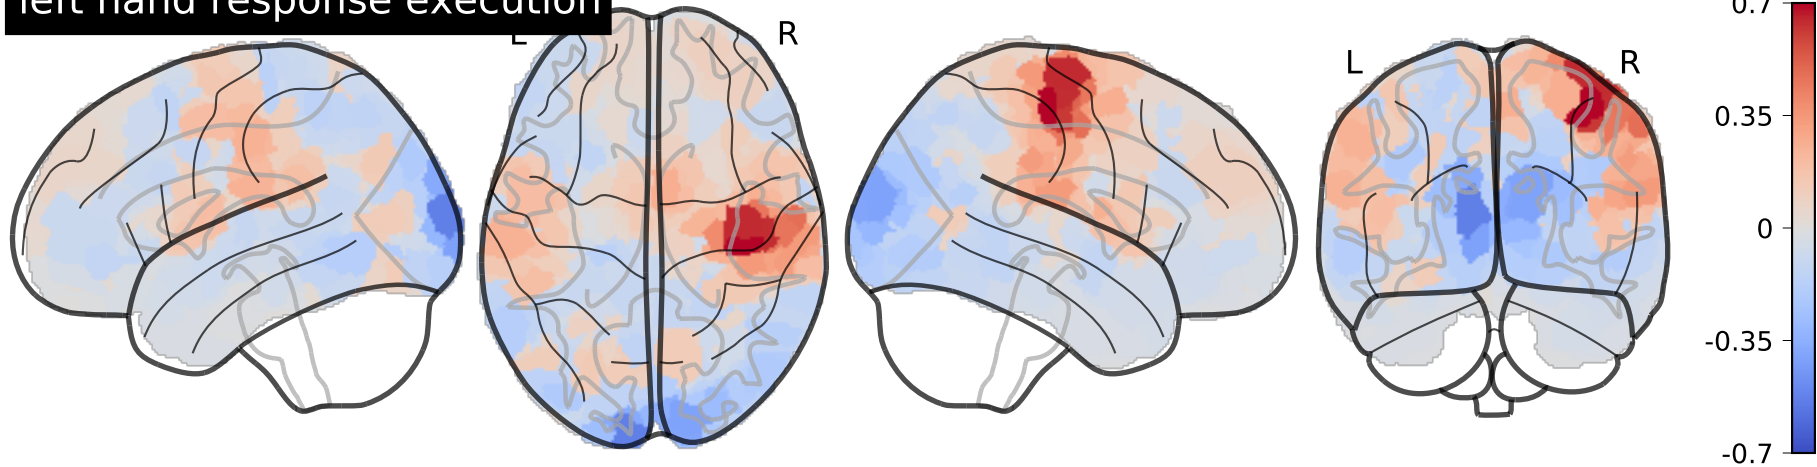 left hand response execution
L
R
L
R
0.7
0.35
0
-0.35
-0.7